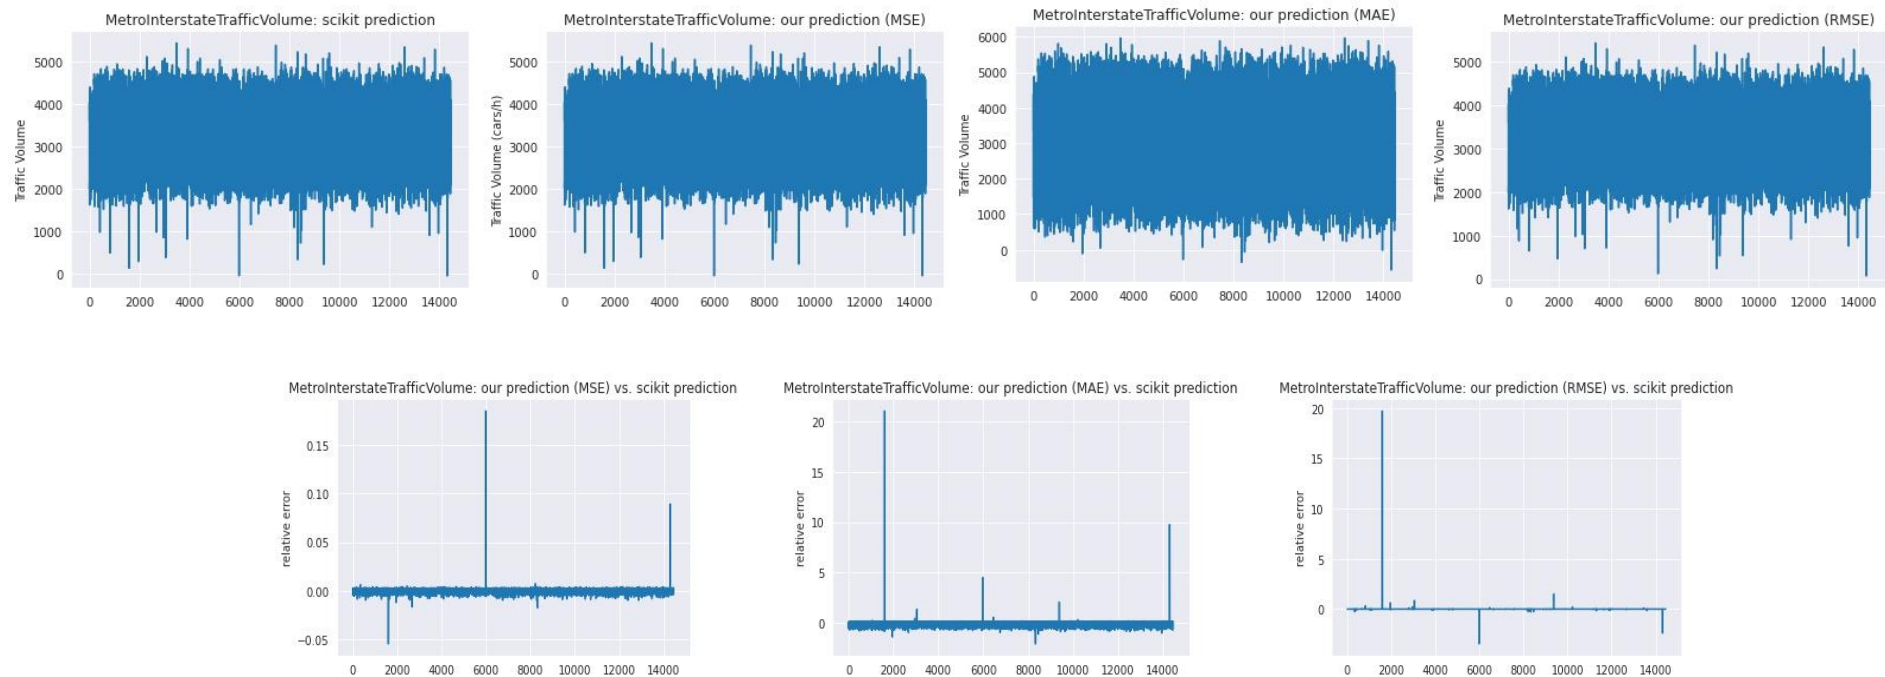 MetroInterstateTrafficVolume: scikit prediction
Traffic Volume
5000
4000
3000
2000
1000
0
0 2000 4000 6000 8000 10000 12000 14000
MetroInterstateTrafficVolume: our prediction (MSE)
Traffic Volume (cars/h)
5000
4000
3000
2000
1000
0
0 2000 4000 6000 8000 10000 12000 14000
MetroInterstateTrafficVolume: our prediction (MAE)
Traffic Volume
6000
5000
4000
3000
2000
1000
0
0 2000 4000 6000 8000 10000 12000 14000
MetroInterstateTrafficVolume: our prediction (RMSE)
Traffic Volume
5000
4000
3000
2000
1000
0
0 2000 4000 6000 8000 10000 12000 14000
MetroInterstateTrafficVolume: our prediction (MSE) vs. scikit prediction
relative error
0.15
0.10
0.05
0.00
−0.05
0 2000 4000 6000 8000 10000 12000 14000
MetroInterstateTrafficVolume: our prediction (MAE) vs. scikit prediction
relative error
20
15
10
5
0
0 2000 4000 6000 8000 10000 12000 14000
MetroInterstateTrafficVolume: our prediction (RMSE) vs. scikit prediction
relative error
20
15
10
5
0
0 2000 4000 6000 8000 10000 12000 14000